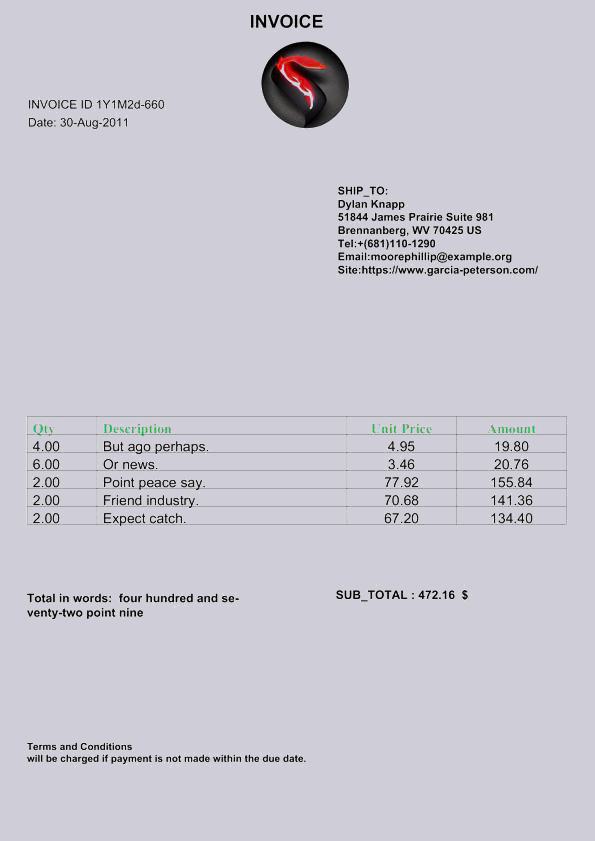 INVOICE
INVOICE ID 1Y1M2d-660
Date: 30-Aug-2011
SHIP_TO:
Dylan Knapp
51844 James Prairie Suite 981
Brennanberg, WV 70425 US
Tel:+(681)110-1290
Email:moorephillip@example.org
Site:https://www.garcia-peterson.com/
Qty Description Unit Price Amount
4.00 But ago perhaps. 4.95 19.80
6.00 Or news. 3.46 20.76
2.00 Point peace say. 77.92 155.84
2.00 Friend industry. 70.68 141.36
2.00 Expect catch. 67.20 134.40
Total in words: four hundred and se-
venty-two point nine
SUB_TOTAL : 472.16 $
Terms and Conditions
will be charged if payment is not made within the due date.